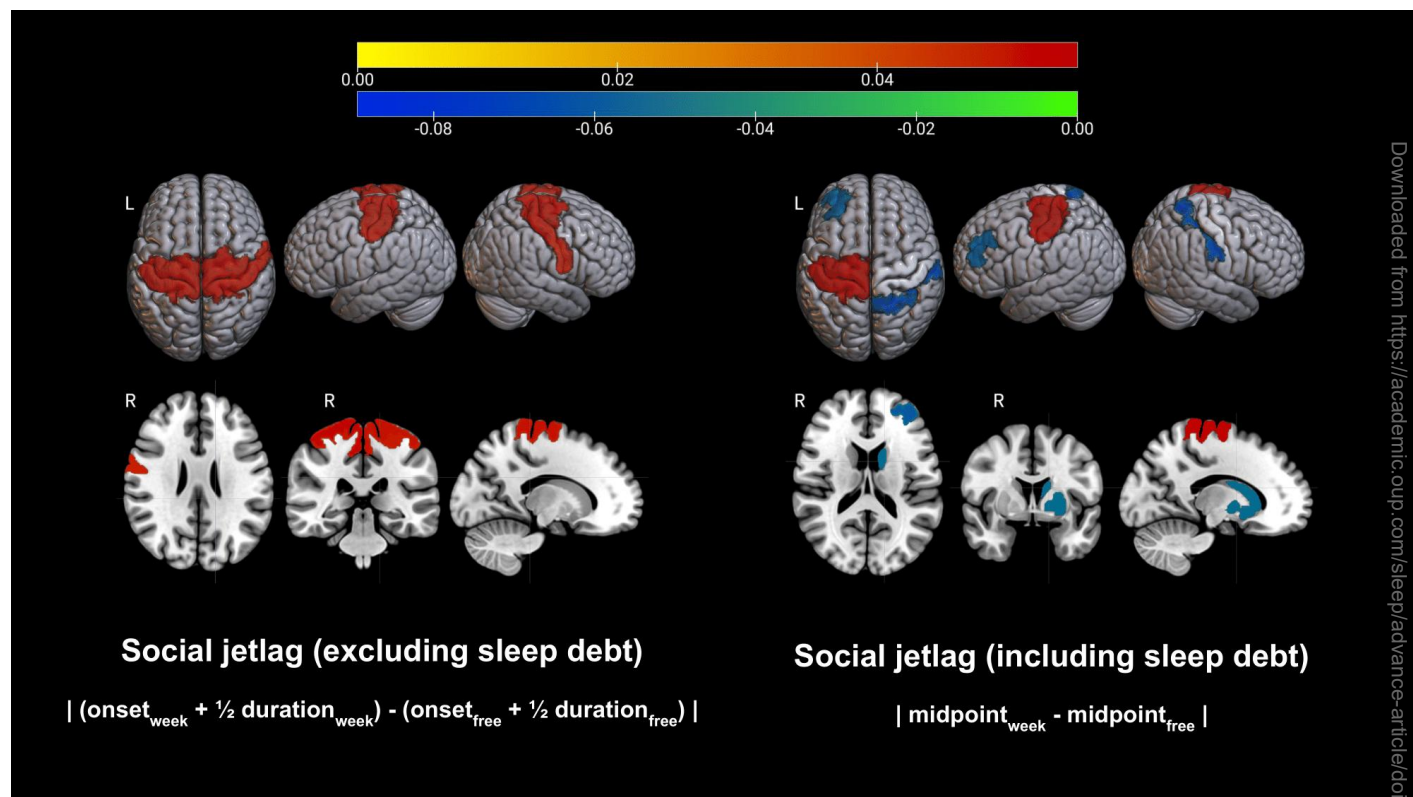 0.00 0.02 0.04
-0.08 -0.06 -0.04 -0.02 0.00
L
L
R R
R R
Social jetlag (excluding sleep debt)
| (onsetweek + ½ durationweek) - (onsetfree + ½ durationfree) |
Social jetlag (including sleep debt)
| midpointweek - midpointfree |
Downloaded from https://academic.oup.com/sleep/advance-article/doi